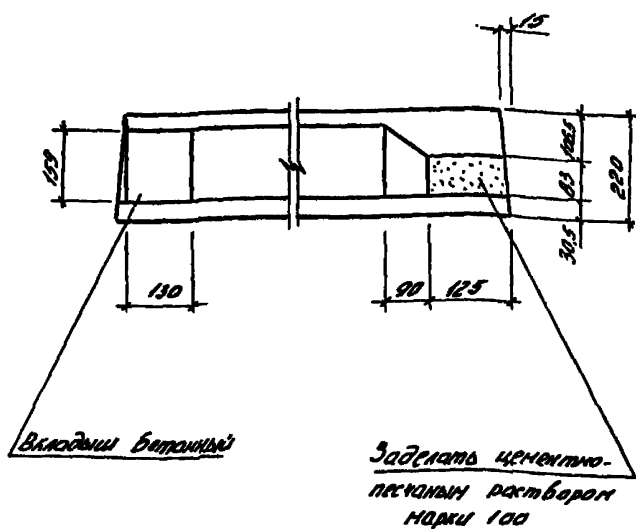 15
159
106.5
83
220
30.5
130
90
125
Вкладыш бетонный
Заделать цементно-
песчаным раствором
марки 100